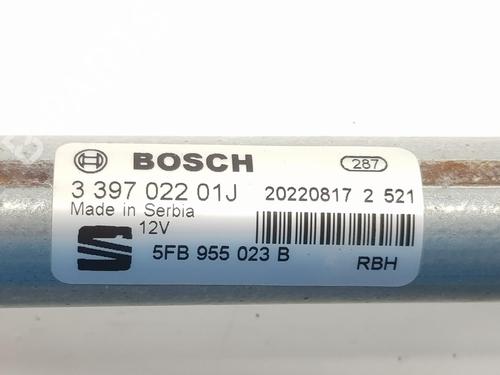 BOSCH 287
3 397 022 01J 20220817 2 521
Made in Serbia
12V
5FB 955 023 B RBH